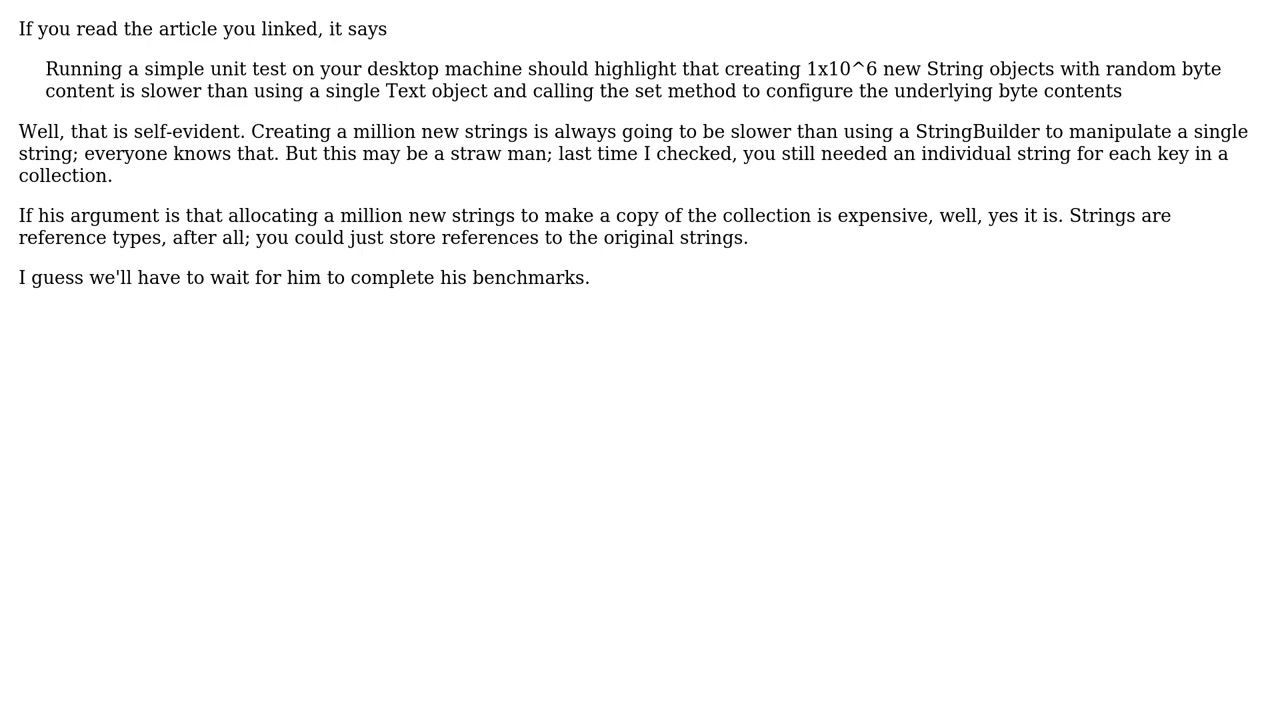 If you read the article you linked, it says
Running a simple unit test on your desktop machine should highlight that creating 1x10^6 new String objects with random byte
content is slower than using a single Text object and calling the set method to configure the underlying byte contents
Well, that is self-evident. Creating a million new strings is always going to be slower than using a StringBuilder to manipulate a single
string; everyone knows that. But this may be a straw man; last time I checked, you still needed an individual string for each key in a
collection.
If his argument is that allocating a million new strings to make a copy of the collection is expensive, well, yes it is. Strings are
reference types, after all; you could just store references to the original strings.
I guess we'll have to wait for him to complete his benchmarks.